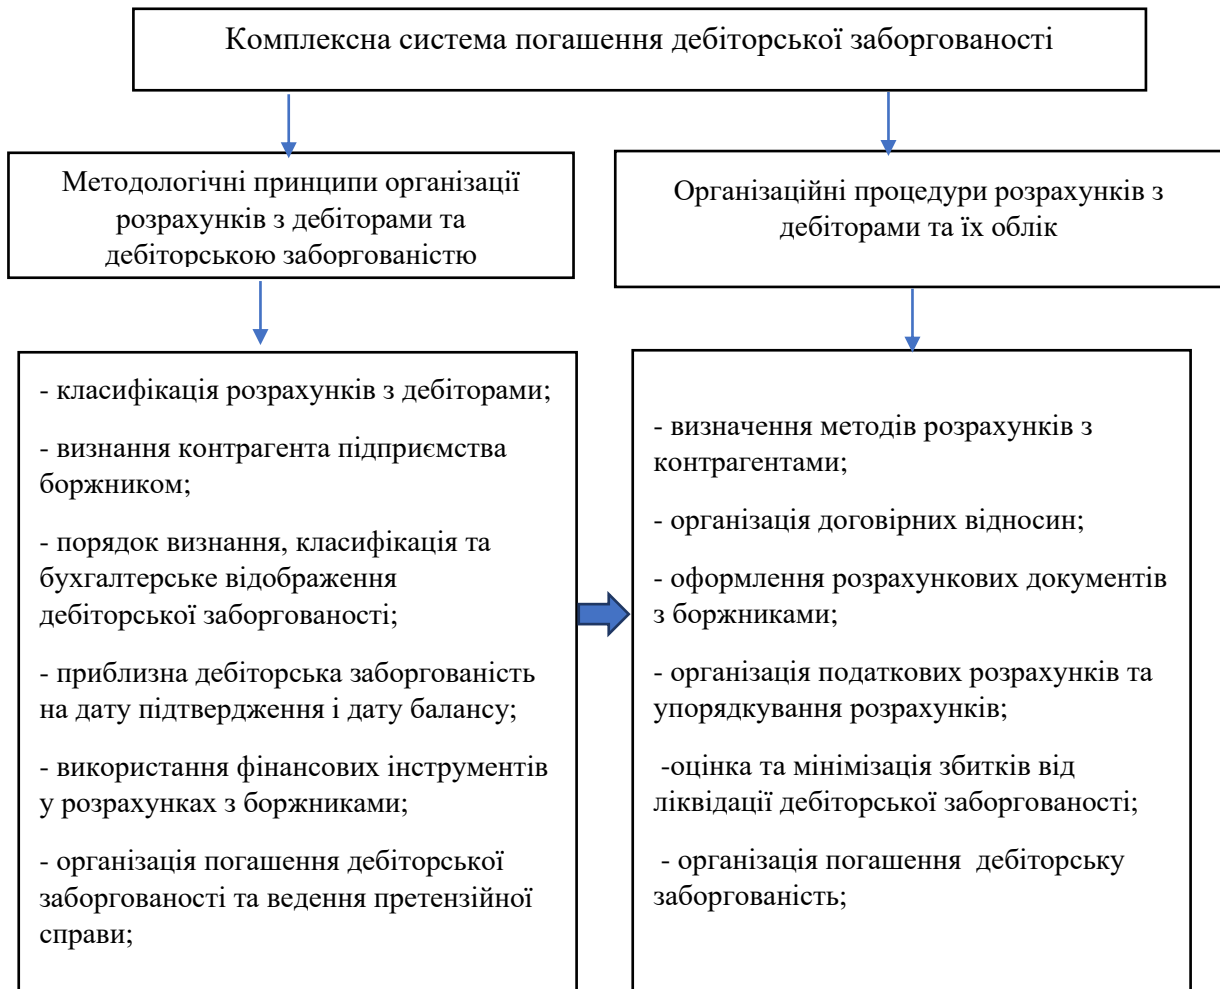 Комплексна система погашення дебіторської заборгованості
Методологічні принципи організації
розрахунків з дебіторами та
дебіторською заборгованістю
Організаційні процедури розрахунків з
дебіторами та їх облік
- класифікація розрахунків з дебіторами;
- визнання контрагента підприємства
боржником;
- порядок визнання, класифікація та
бухгалтерське відображення
дебіторської заборгованості;
- приблизна дебіторська заборгованість
на дату підтвердження і дату балансу;
- використання фінансових інструментів
у розрахунках з боржниками;
- організація погашення дебіторської
заборгованості та ведення претензійної
справи;
- визначення методів розрахунків з
контрагентами;
- організація договірних відносин;
- оформлення розрахункових документів
з боржниками;
- організація податкових розрахунків та
упорядкування розрахунків;
-оцінка та мінімізація збитків від
ліквідації дебіторської заборгованості;
- організація погашення дебіторську
заборгованість;